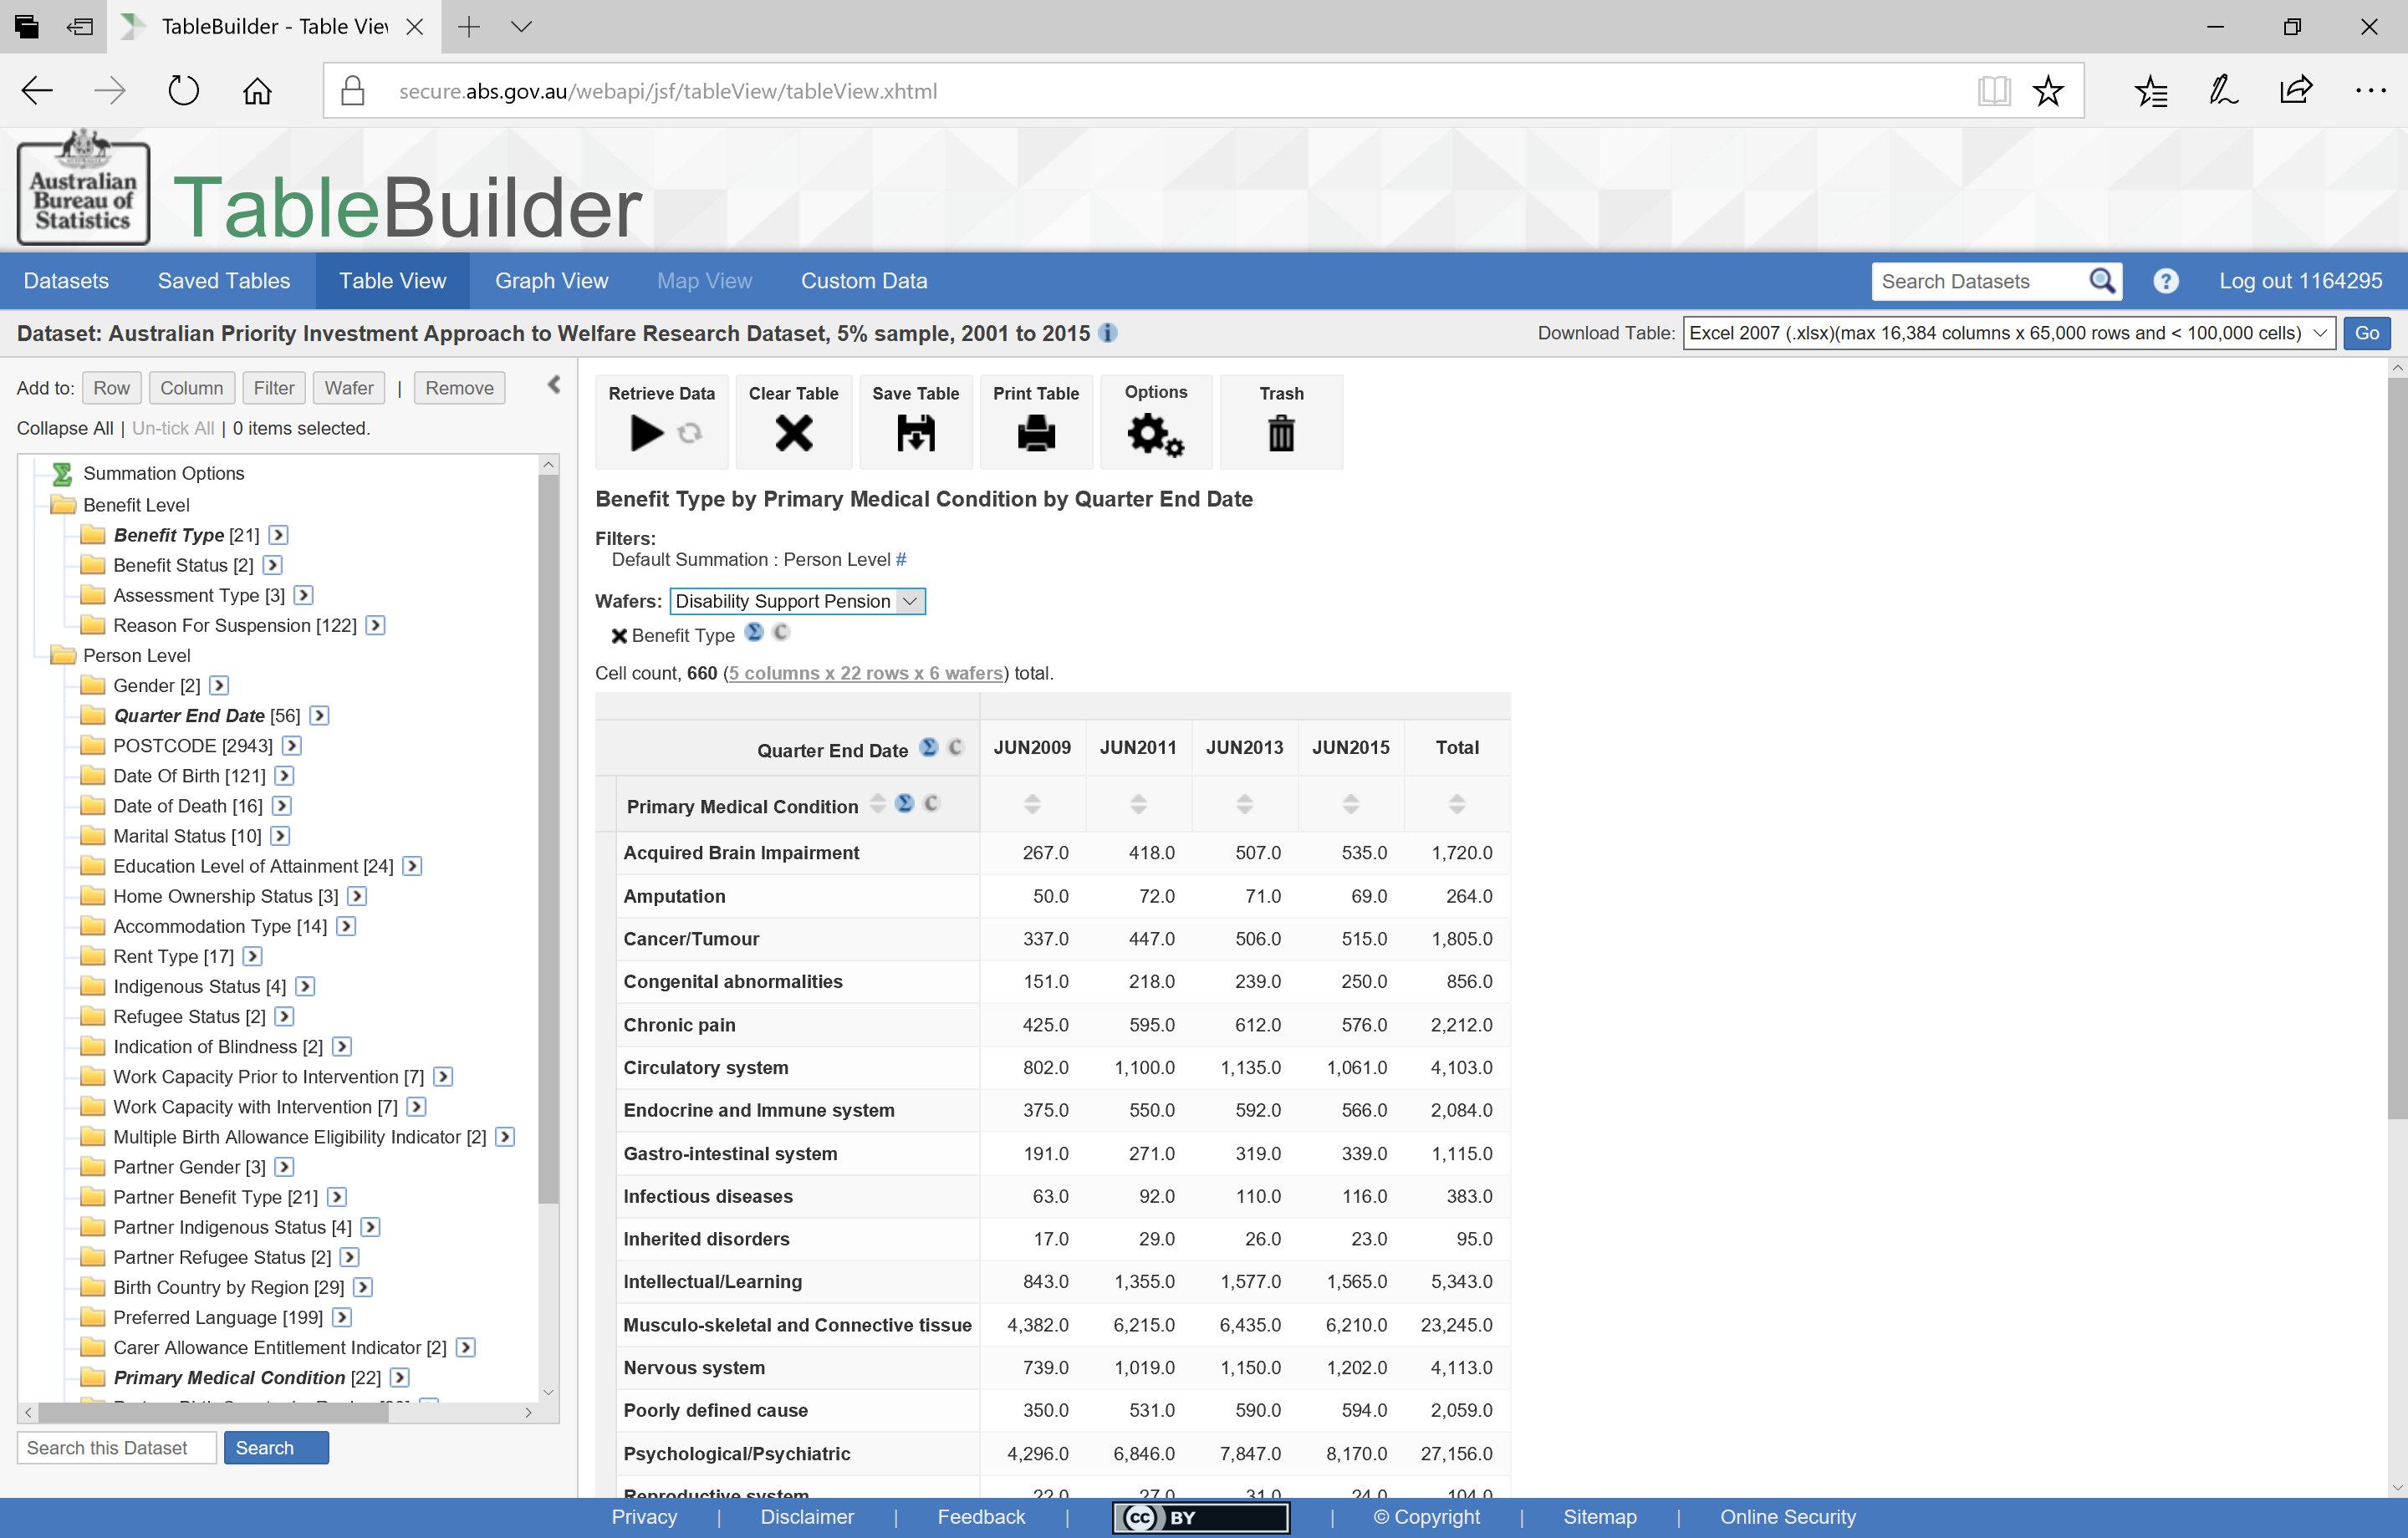 TableBuilder - Table Vie
secure.abs.gov.au/webapi/jsf/tableView/tableView.xhtml
Australian
Bureau of
Statistics
TableBuilder
Datasets Saved Tables Table View Graph View Map View Custom Data Search Datasets ? Log out 1164295
Dataset: Australian Priority Investment Approach to Welfare Research Dataset, 5% sample, 2001 to 2015 i Download Table: Excel 2007 (.xlsx)(max 16,384 columns x 65,000 rows and < 100,000 cells) Go
Add to: Row Column Filter Wafer | Remove
Collapse All | Un-tick All | 0 items selected.
Summation Options
Benefit Level
Benefit Type [21]
Benefit Status [2]
Assessment Type [3]
Reason For Suspension [122]
Person Level
Gender [2]
Quarter End Date [56]
POSTCODE [2943]
Date Of Birth [121]
Date of Death [16]
Marital Status [10]
Education Level of Attainment [24]
Home Ownership Status [3]
Accommodation Type [14]
Rent Type [17]
Indigenous Status [4]
Refugee Status [2]
Indication of Blindness [2]
Work Capacity Prior to Intervention [7]
Work Capacity with Intervention [7]
Multiple Birth Allowance Eligibility Indicator [2]
Partner Gender [3]
Partner Benefit Type [21]
Partner Indigenous Status [4]
Partner Refugee Status [2]
Birth Country by Region [29]
Preferred Language [199]
Carer Allowance Entitlement Indicator [2]
Primary Medical Condition [22]
Search this Dataset Search
Retrieve Data Clear Table Save Table Print Table Options Trash
Benefit Type by Primary Medical Condition by Quarter End Date
Filters:
Default Summation : Person Level #
Wafers: Disability Support Pension
Benefit Type Σ C
Cell count, 660 (5 columns x 22 rows x 6 wafers) total.
Quarter End Date Σ C JUN2009 JUN2011 JUN2013 JUN2015 Total
Primary Medical Condition Σ C
Acquired Brain Impairment 267.0 418.0 507.0 535.0 1,720.0
Amputation 50.0 72.0 71.0 69.0 264.0
Cancer/Tumour 337.0 447.0 506.0 515.0 1,805.0
Congenital abnormalities 151.0 218.0 239.0 250.0 856.0
Chronic pain 425.0 595.0 612.0 576.0 2,212.0
Circulatory system 802.0 1,100.0 1,135.0 1,061.0 4,103.0
Endocrine and Immune system 375.0 550.0 592.0 566.0 2,084.0
Gastro-intestinal system 191.0 271.0 319.0 339.0 1,115.0
Infectious diseases 63.0 92.0 110.0 116.0 383.0
Inherited disorders 17.0 29.0 26.0 23.0 95.0
Intellectual/Learning 843.0 1,355.0 1,577.0 1,565.0 5,343.0
Musculo-skeletal and Connective tissue 4,382.0 6,215.0 6,435.0 6,210.0 23,245.0
Nervous system 739.0 1,019.0 1,150.0 1,202.0 4,113.0
Poorly defined cause 350.0 531.0 590.0 594.0 2,059.0
Psychological/Psychiatric 4,296.0 6,846.0 7,847.0 8,170.0 27,156.0
Reproductive system 22.0 27.0 31.0 24.0 104.0
Privacy | Disclaimer | Feedback | cc BY | © Copyright | Sitemap | Online Security